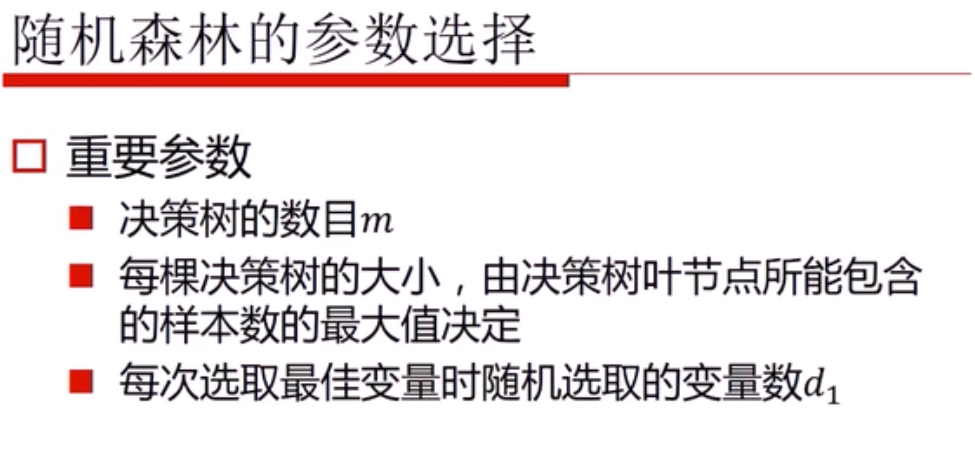 随机森林的参数选择
重要参数
决策树的数目m
每棵决策树的大小，由决策树叶节点所能包含
的样本数的最大值决定
每次选取最佳变量时随机选取的变量数d₁